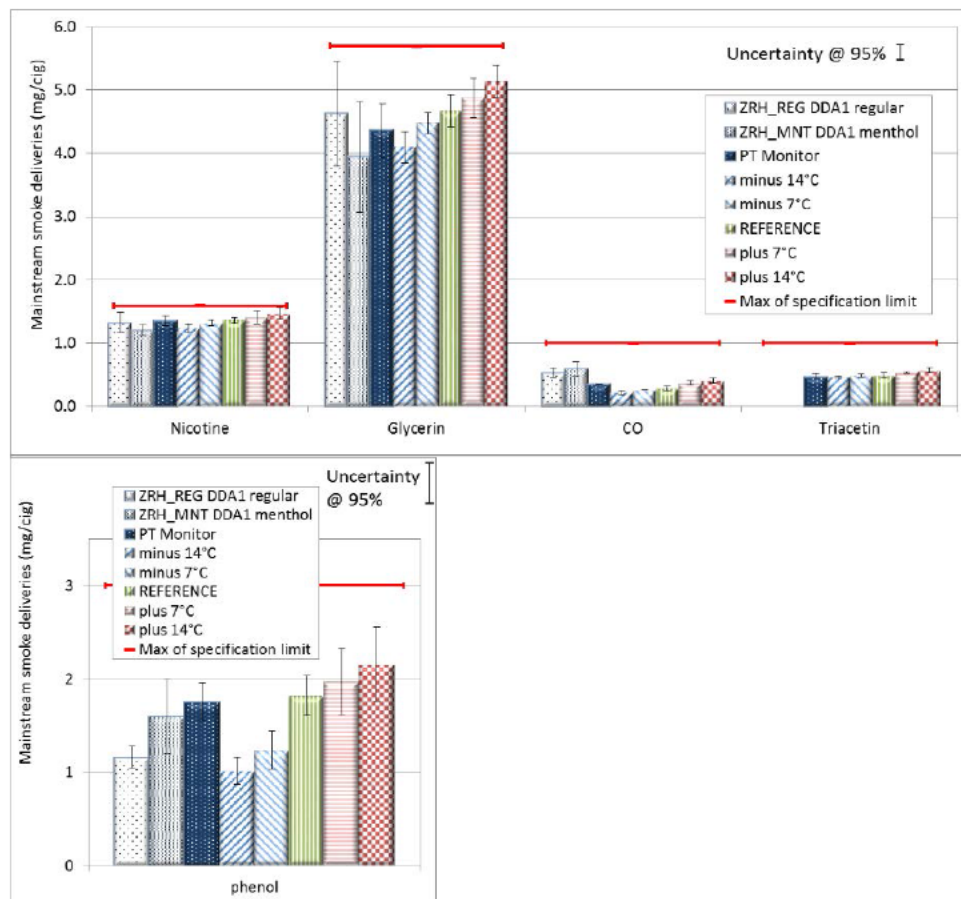 6.0
5.0
4.0
3.0
2.0
1.0
0.0
Mainstream smoke deliveries (mg/cig)
Uncertainty @ 95%
ZRH_REG DDA1 regular
ZRH_MNT DDA1 menthol
PT Monitor
minus 14°C
minus 7°C
REFERENCE
plus 7°C
plus 14°C
Max of specification limit
Nicotine
Glycerin
CO
Triacetin
Uncertainty
@ 95%
ZRH_REG DDA1 regular
ZRH_MNT DDA1 menthol
PT Monitor
minus 14°C
minus 7°C
REFERENCE
plus 7°C
plus 14°C
Max of specification limit
Mainstream smoke deliveries (mg/cig)
3
2
1
0
phenol